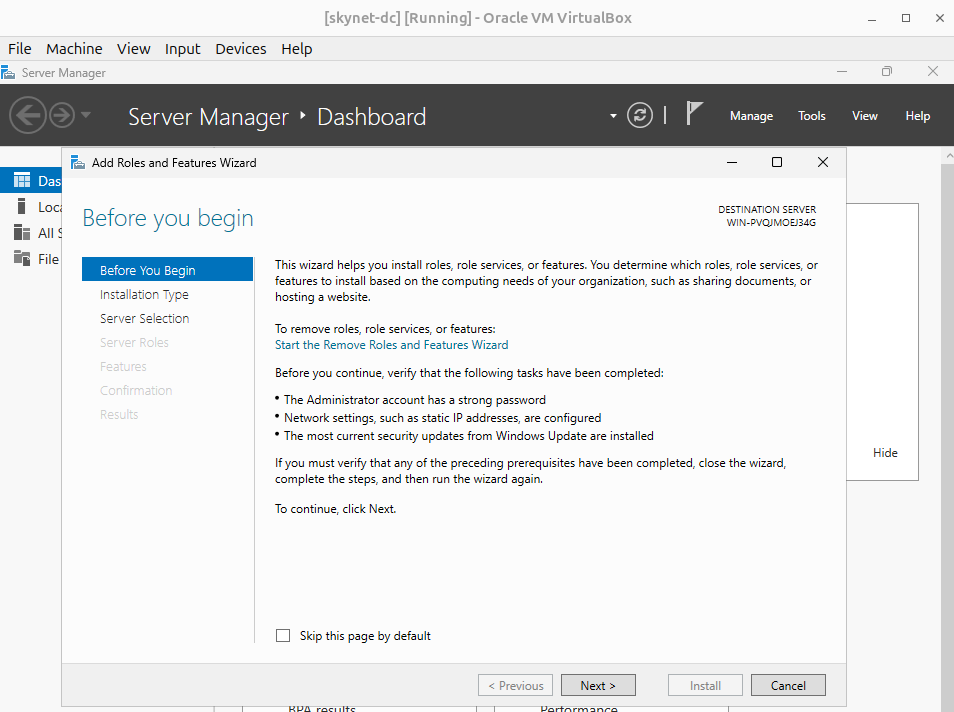 [skynet-dc] [Running] - Oracle VM VirtualBox
File Machine View Input Devices Help
Server Manager
Server Manager Dashboard
Manage Tools View Help
Add Roles and Features Wizard
Das
Loca
All S
File
Before you begin
DESTINATION SERVER
WIN-PVQJMOEJ34G
Before You Begin
Installation Type
Server Selection
Server Roles
Features
Confirmation
Results
This wizard helps you install roles, role services, or features. You determine which roles, role services, or
features to install based on the computing needs of your organization, such as sharing documents, or
hosting a website.
To remove roles, role services, or features:
Start the Remove Roles and Features Wizard
Before you continue, verify that the following tasks have been completed:
• The Administrator account has a strong password
• Network settings, such as static IP addresses, are configured
• The most current security updates from Windows Update are installed
If you must verify that any of the preceding prerequisites have been completed, close the wizard,
complete the steps, and then run the wizard again.
To continue, click Next.
Hide
Skip this page by default
< Previous Next > Install Cancel
BPA results Performance